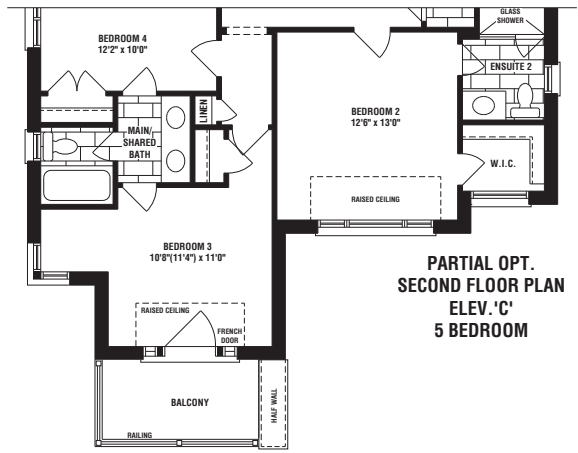 GLASS
SHOWER
BEDROOM 4
12'2" x 10'0"
ENSUITE 2
LINEN
BEDROOM 2
12'6" x 13'0"
MAIN/
SHARED
BATH
W.I.C.
RAISED CEILING
BEDROOM 3
10'8"(11'4") x 11'0"
PARTIAL OPT.
SECOND FLOOR PLAN
ELEV.'C'
5 BEDROOM
RAISED CEILING
FRENCH
DOOR
BALCONY
HALF WALL
RAILING